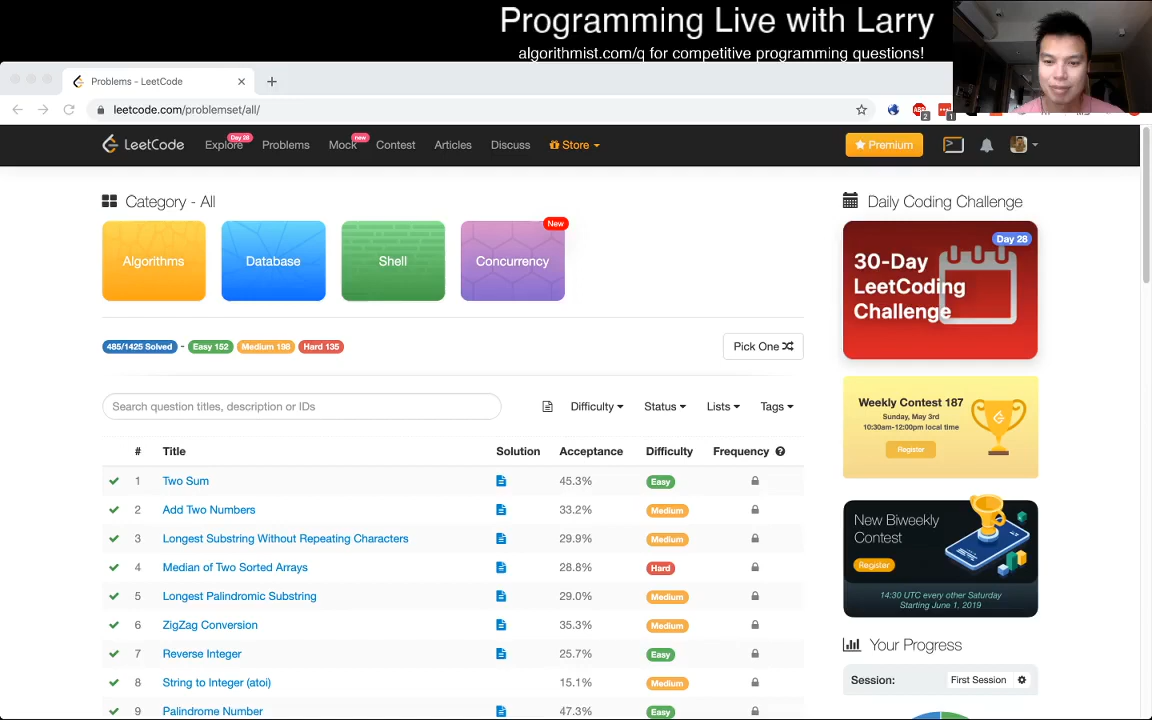 Programming Live with Larry
algorithmist.com/q for competitive programming questions!
Problems - LeetCode
leetcode.com/problemset/all/
ABP
2
1
LeetCode
Explore
Day 28
Problems
Mock
new
Contest
Articles
Discuss
Store
Premium
Category - All
Algorithms
Database
Shell
Concurrency
New
485/1425 Solved - Easy 152 Medium 198 Hard 135
Pick One
Search question titles, description or IDs
Difficulty Status Lists Tags
# Title Solution Acceptance Difficulty Frequency
1 Two Sum 45.3% Easy
2 Add Two Numbers 33.2% Medium
3 Longest Substring Without Repeating Characters 29.9% Medium
4 Median of Two Sorted Arrays 28.8% Hard
5 Longest Palindromic Substring 29.0% Medium
6 ZigZag Conversion 35.3% Medium
7 Reverse Integer 25.7% Easy
8 String to Integer (atoi) 15.1% Medium
9 Palindrome Number 47.3% Easy
Daily Coding Challenge
Day 28
30-Day
LeetCoding
Challenge
Weekly Contest 187
Sunday, May 3rd
10:30am-12:00pm local time
Register
New Biweekly
Contest
Register
14:30 UTC every other Saturday
Starting June 1, 2019
Your Progress
Session: First Session